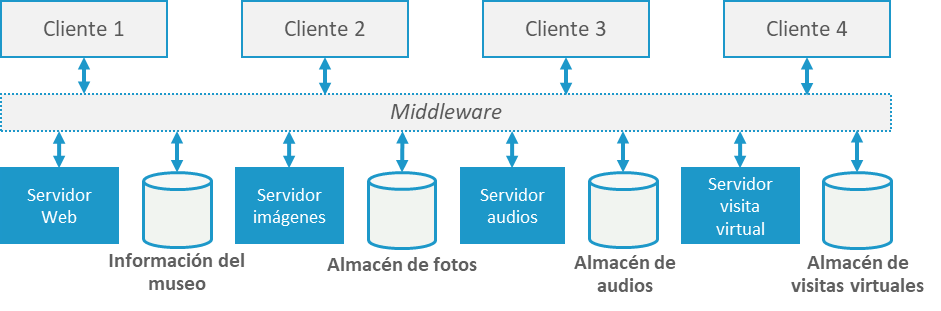 Cliente 1
Cliente 2
Cliente 3
Cliente 4
Middleware
Servidor
Web
Servidor
imágenes
Servidor
audios
Servidor
visita
virtual
Información del
museo
Almacén de fotos
Almacén de
audios
Almacén de
visitas virtuales